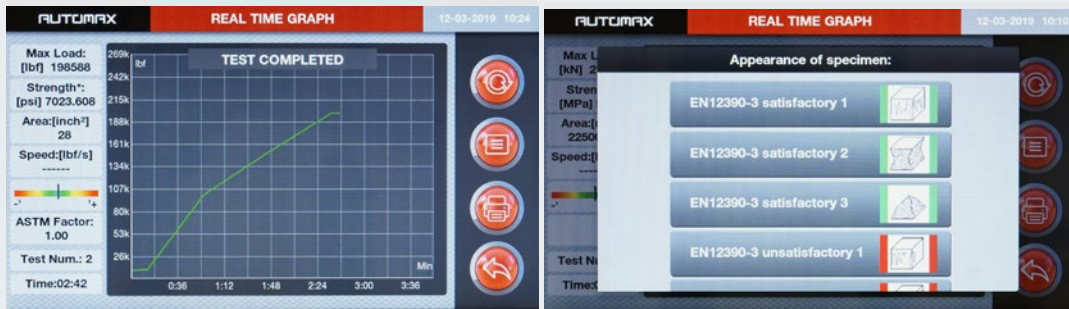 AUTOMAX
REAL TIME GRAPH
12-03-2019 10:24
Max Load:
[lbf] 198588
Strength*:
[psi] 7023.608
Area:[inch²]
28
Speed:[lbf/s]
------
-' '+
ASTM Factor:
1.00
Test Num.: 2
Time:02:42
TEST COMPLETED
lbf
269k
242k
215k
188k
161k
134k
107k
80k
53k
26k
Min
0:36 1:12 1:48 2:24 3:00 3:36
AUTOMAX
REAL TIME GRAPH
12-03-2019 10:10
Max L
[kN] 2
Stren
[MPa]
Area:[
2250
Speed:[
Test Nu
Time:
Appearance of specimen:
EN12390-3 satisfactory 1
EN12390-3 satisfactory 2
EN12390-3 satisfactory 3
EN12390-3 unsatisfactory 1